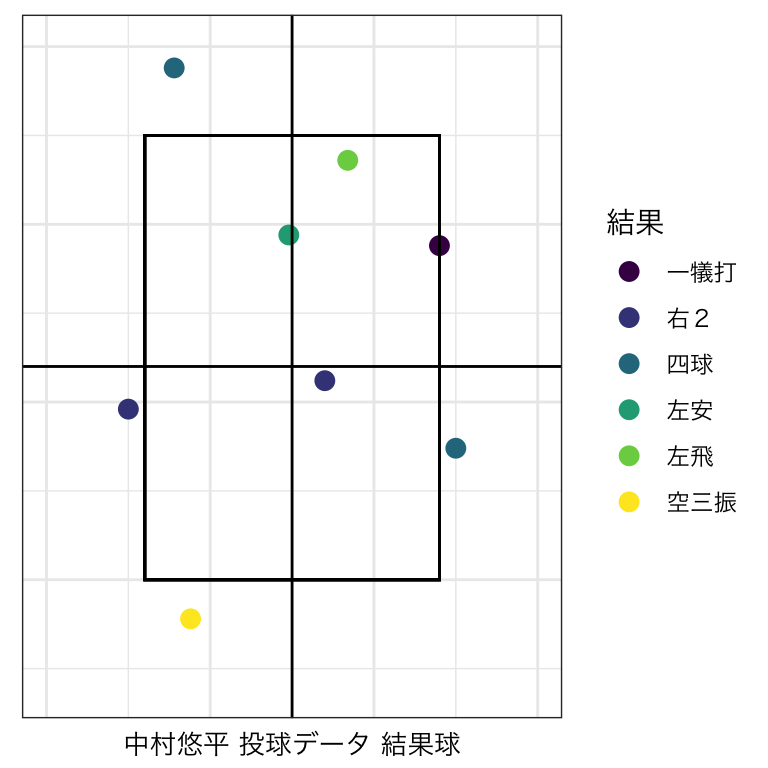 結果
一犠打
右２
四球
左安
左飛
空三振
中村悠平 投球データ 結果球